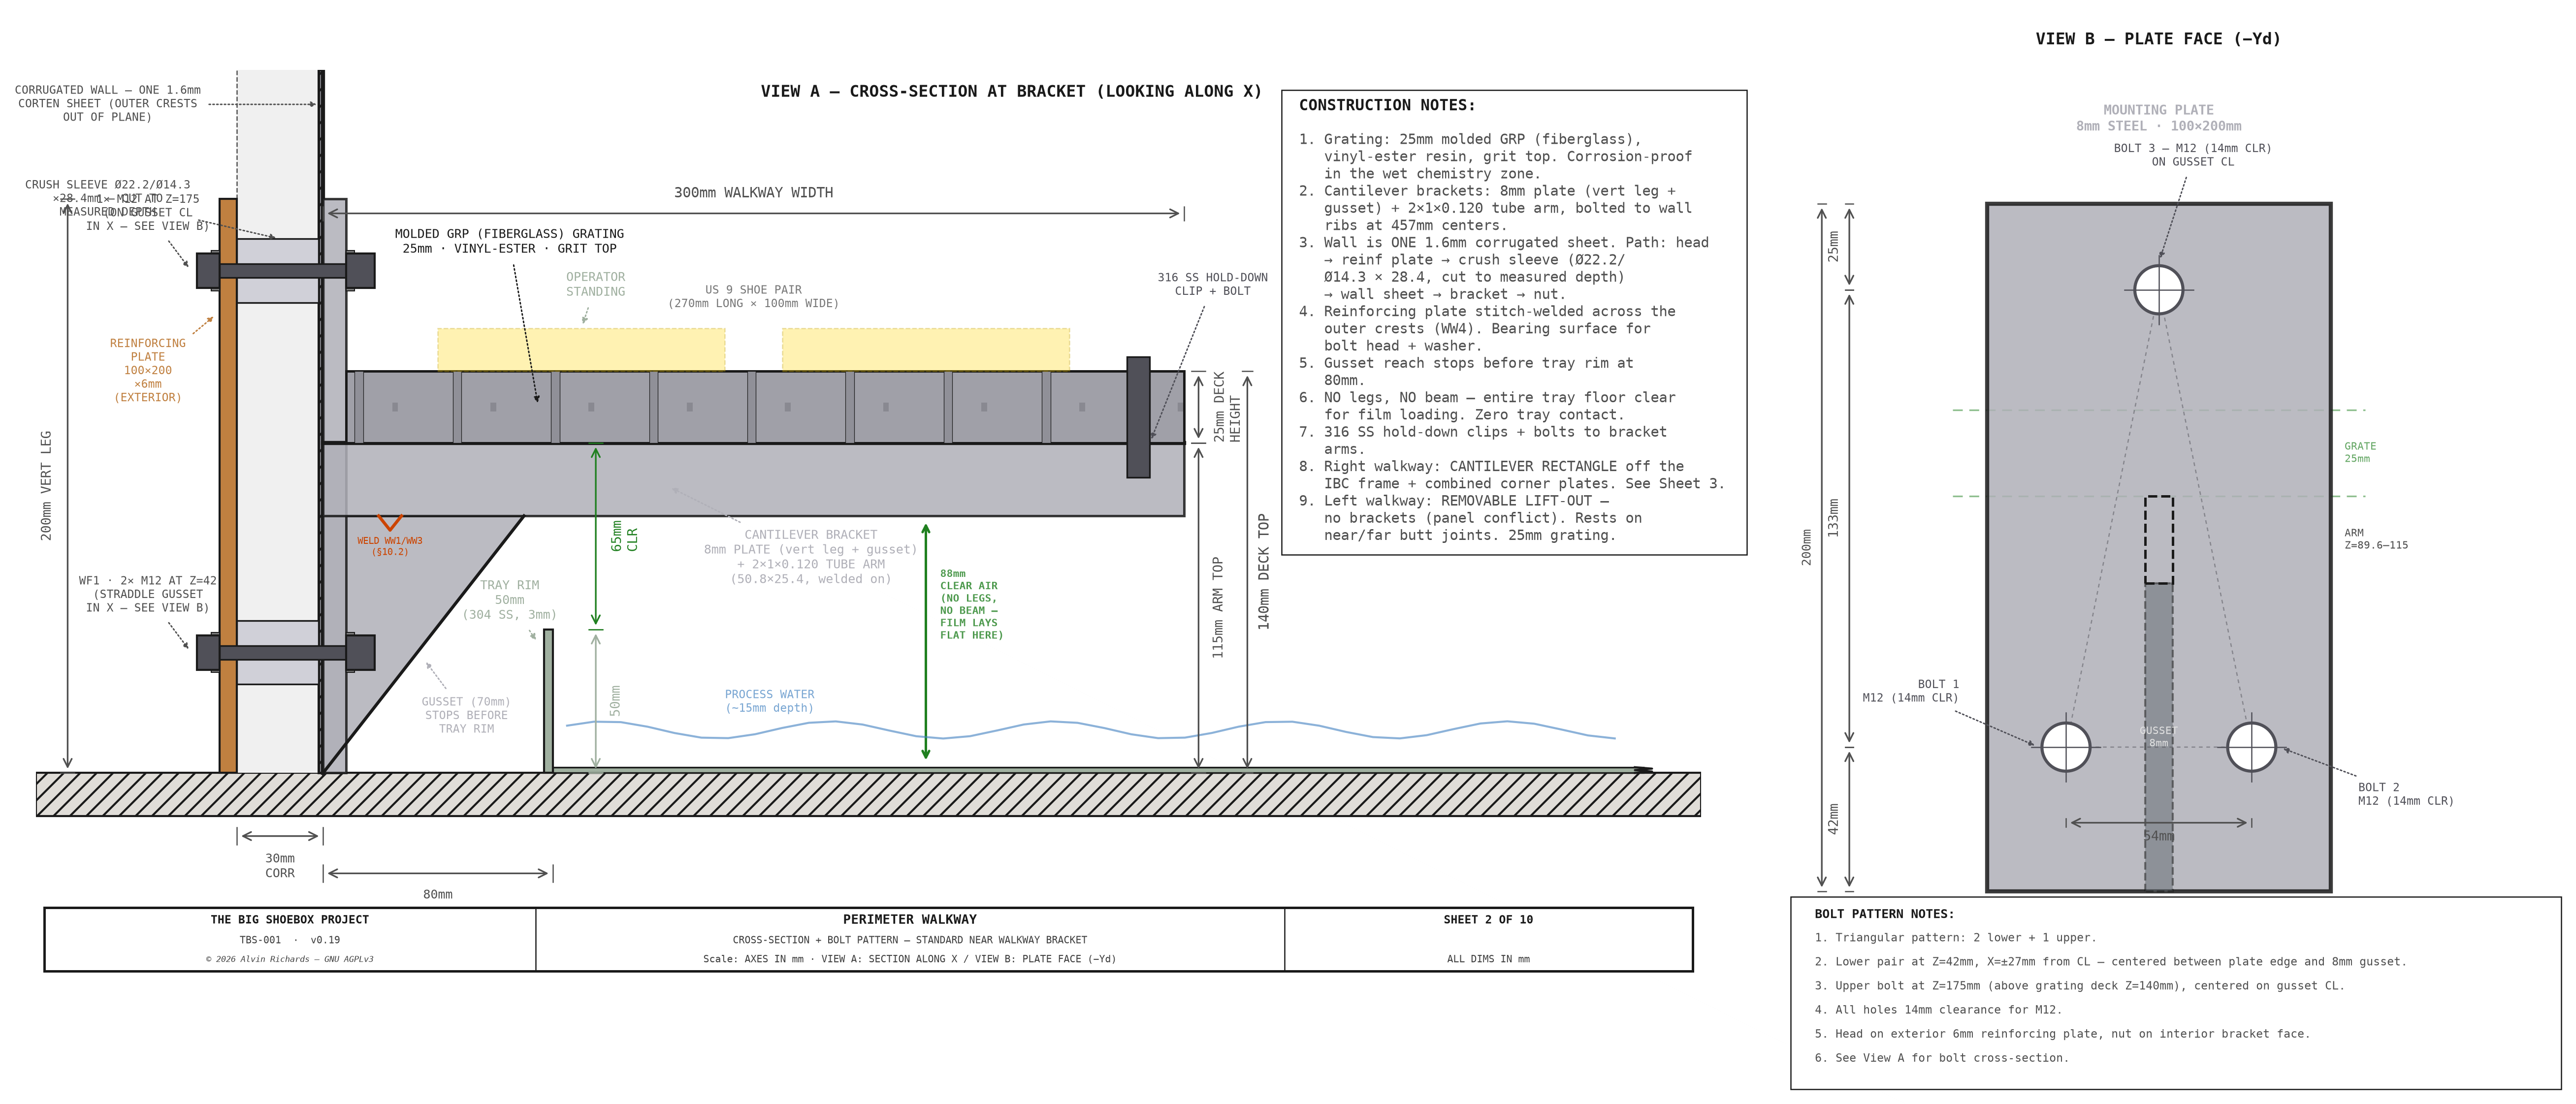 VIEW B — PLATE FACE (−Yd)
VIEW A — CROSS-SECTION AT BRACKET (LOOKING ALONG X)
CORRUGATED WALL — ONE 1.6mm
CORTEN SHEET (OUTER CRESTS
OUT OF PLANE)
CRUSH SLEEVE Ø22.2/Ø14.3
×28.4mm — CUT TO
MEASURED DEPTH
1× M12 AT Z=175
(ON GUSSET CL
IN X — SEE VIEW B)
300mm WALKWAY WIDTH
MOLDED GRP (FIBERGLASS) GRATING
25mm · VINYL-ESTER · GRIT TOP
OPERATOR
STANDING
US 9 SHOE PAIR
(270mm LONG × 100mm WIDE)
316 SS HOLD-DOWN
CLIP + BOLT
REINFORCING
PLATE
100×200
×6mm
(EXTERIOR)
200mm VERT LEG
25mm DECK
HEIGHT
65mm
CLR
WELD WW1/WW3
(§10.2)
CANTILEVER BRACKET
8mm PLATE (vert leg + gusset)
+ 2×1×0.120 TUBE ARM
(50.8×25.4, welded on)
WF1 · 2× M12 AT Z=42
(STRADDLE GUSSET
IN X — SEE VIEW B)
TRAY RIM
50mm
(304 SS, 3mm)
88mm
CLEAR AIR
(NO LEGS,
NO BEAM —
FILM LAYS
FLAT HERE)
115mm ARM TOP
140mm DECK TOP
GUSSET (70mm)
STOPS BEFORE
TRAY RIM
50mm
PROCESS WATER
(~15mm depth)
30mm
CORR
80mm
CONSTRUCTION NOTES:
1. Grating: 25mm molded GRP (fiberglass),
vinyl-ester resin, grit top. Corrosion-proof
in the wet chemistry zone.
2. Cantilever brackets: 8mm plate (vert leg +
gusset) + 2×1×0.120 tube arm, bolted to wall
ribs at 457mm centers.
3. Wall is ONE 1.6mm corrugated sheet. Path: head
→ reinf plate → crush sleeve (Ø22.2/
Ø14.3 × 28.4, cut to measured depth)
→ wall sheet → bracket → nut.
4. Reinforcing plate stitch-welded across the
outer crests (WW4). Bearing surface for
bolt head + washer.
5. Gusset reach stops before tray rim at
80mm.
6. NO legs, NO beam — entire tray floor clear
for film loading. Zero tray contact.
7. 316 SS hold-down clips + bolts to bracket
arms.
8. Right walkway: CANTILEVER RECTANGLE off the
IBC frame + combined corner plates. See Sheet 3.
9. Left walkway: REMOVABLE LIFT-OUT —
no brackets (panel conflict). Rests on
near/far butt joints. 25mm grating.
MOUNTING PLATE
8mm STEEL · 100×200mm
BOLT 3 — M12 (14mm CLR)
ON GUSSET CL
25mm
133mm
200mm
42mm
GRATE
25mm
ARM
Z=89.6–115
BOLT 1
M12 (14mm CLR)
GUSSET
8mm
BOLT 2
M12 (14mm CLR)
54mm
BOLT PATTERN NOTES:
1. Triangular pattern: 2 lower + 1 upper.
2. Lower pair at Z=42mm, X=±27mm from CL — centered between plate edge and 8mm gusset.
3. Upper bolt at Z=175mm (above grating deck Z=140mm), centered on gusset CL.
4. All holes 14mm clearance for M12.
5. Head on exterior 6mm reinforcing plate, nut on interior bracket face.
6. See View A for bolt cross-section.
THE BIG SHOEBOX PROJECT
TBS-001 · v0.19
© 2026 Alvin Richards — GNU AGPLv3
PERIMETER WALKWAY
CROSS-SECTION + BOLT PATTERN — STANDARD NEAR WALKWAY BRACKET
Scale: AXES IN mm · VIEW A: SECTION ALONG X / VIEW B: PLATE FACE (−Yd)
SHEET 2 OF 10
ALL DIMS IN mm